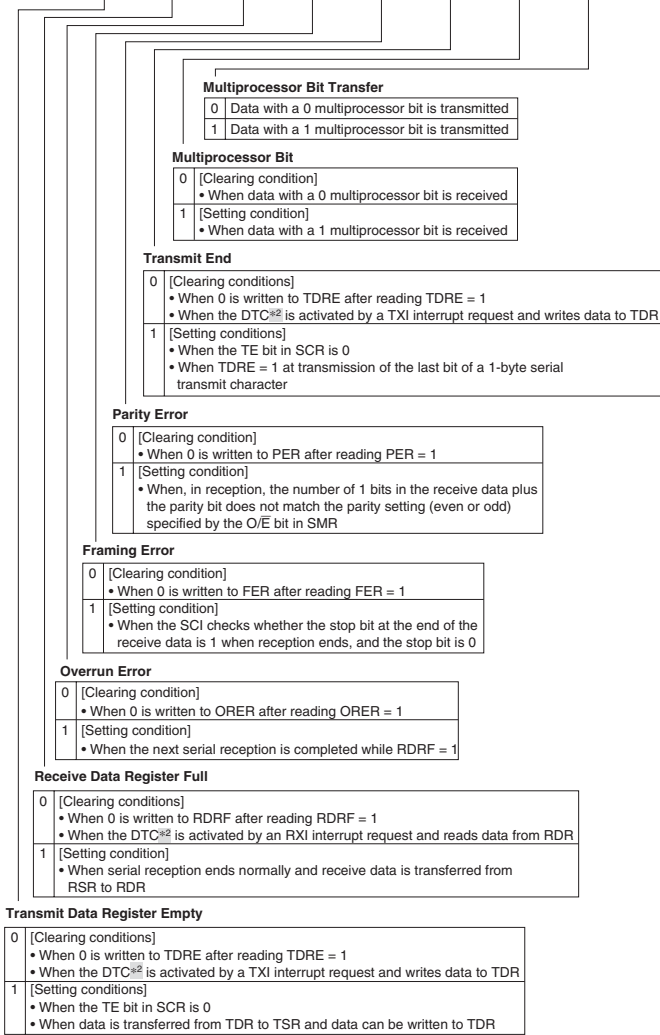 Multiprocessor Bit Transfer
0 Data with a 0 multiprocessor bit is transmitted
1 Data with a 1 multiprocessor bit is transmitted
Multiprocessor Bit
0 [Clearing condition]
• When data with a 0 multiprocessor bit is received
1 [Setting condition]
• When data with a 1 multiprocessor bit is received
Transmit End
0 [Clearing conditions]
• When 0 is written to TDRE after reading TDRE = 1
• When the DTC*2 is activated by a TXI interrupt request and writes data to TDR
1 [Setting conditions]
• When the TE bit in SCR is 0
• When TDRE = 1 at transmission of the last bit of a 1-byte serial
transmit character
Parity Error
0 [Clearing condition]
• When 0 is written to PER after reading PER = 1
1 [Setting condition]
• When, in reception, the number of 1 bits in the receive data plus
the parity bit does not match the parity setting (even or odd)
specified by the O/E̅ bit in SMR
Framing Error
0 [Clearing condition]
• When 0 is written to FER after reading FER = 1
1 [Setting condition]
• When the SCI checks whether the stop bit at the end of the
receive data is 1 when reception ends, and the stop bit is 0
Overrun Error
0 [Clearing condition]
• When 0 is written to ORER after reading ORER = 1
1 [Setting condition]
• When the next serial reception is completed while RDRF = 1
Receive Data Register Full
0 [Clearing conditions]
• When 0 is written to RDRF after reading RDRF = 1
• When the DTC*2 is activated by an RXI interrupt request and reads data from RDR
1 [Setting condition]
• When serial reception ends normally and receive data is transferred from
RSR to RDR
Transmit Data Register Empty
0 [Clearing conditions]
• When 0 is written to TDRE after reading TDRE = 1
• When the DTC*2 is activated by a TXI interrupt request and writes data to TDR
1 [Setting conditions]
• When the TE bit in SCR is 0
• When data is transferred from TDR to TSR and data can be written to TDR